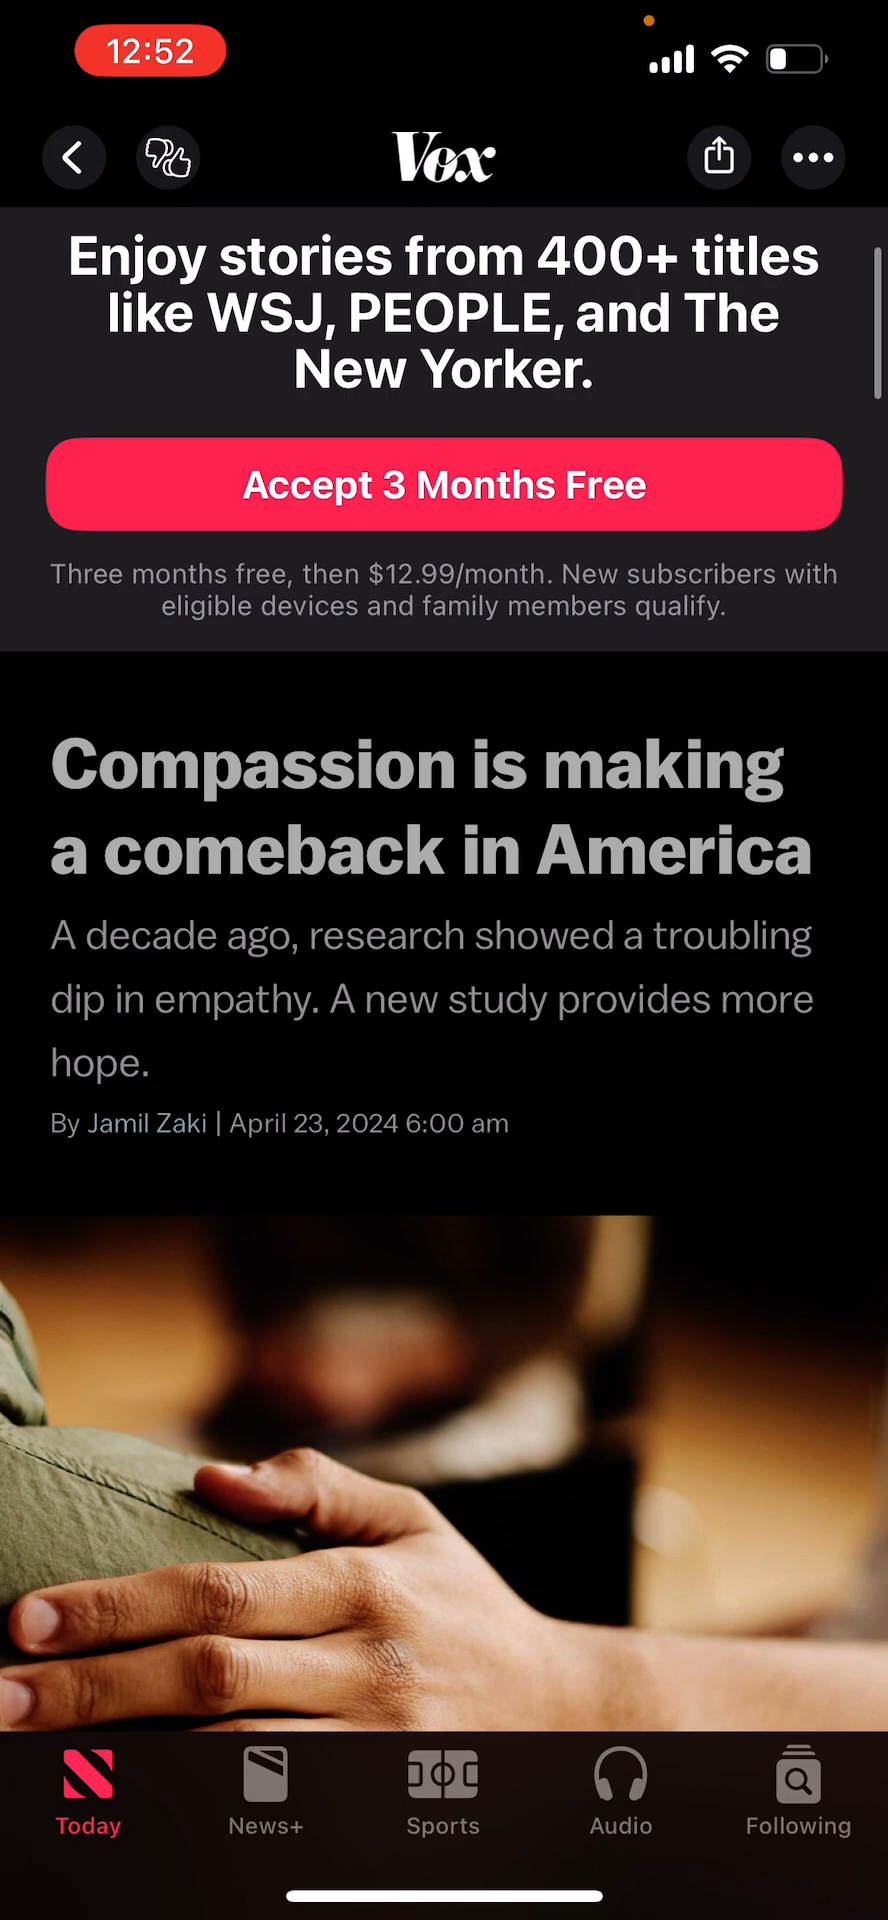 12:52
Vox
Enjoy stories from 400+ titles
like WSJ, PEOPLE, and The
New Yorker.
Accept 3 Months Free
Three months free, then $12.99/month. New subscribers with
eligible devices and family members qualify.
Compassion is making
a comeback in America
A decade ago, research showed a troubling
dip in empathy. A new study provides more
hope.
By Jamil Zaki | April 23, 2024 6:00 am
Today News+ Sports Audio Following